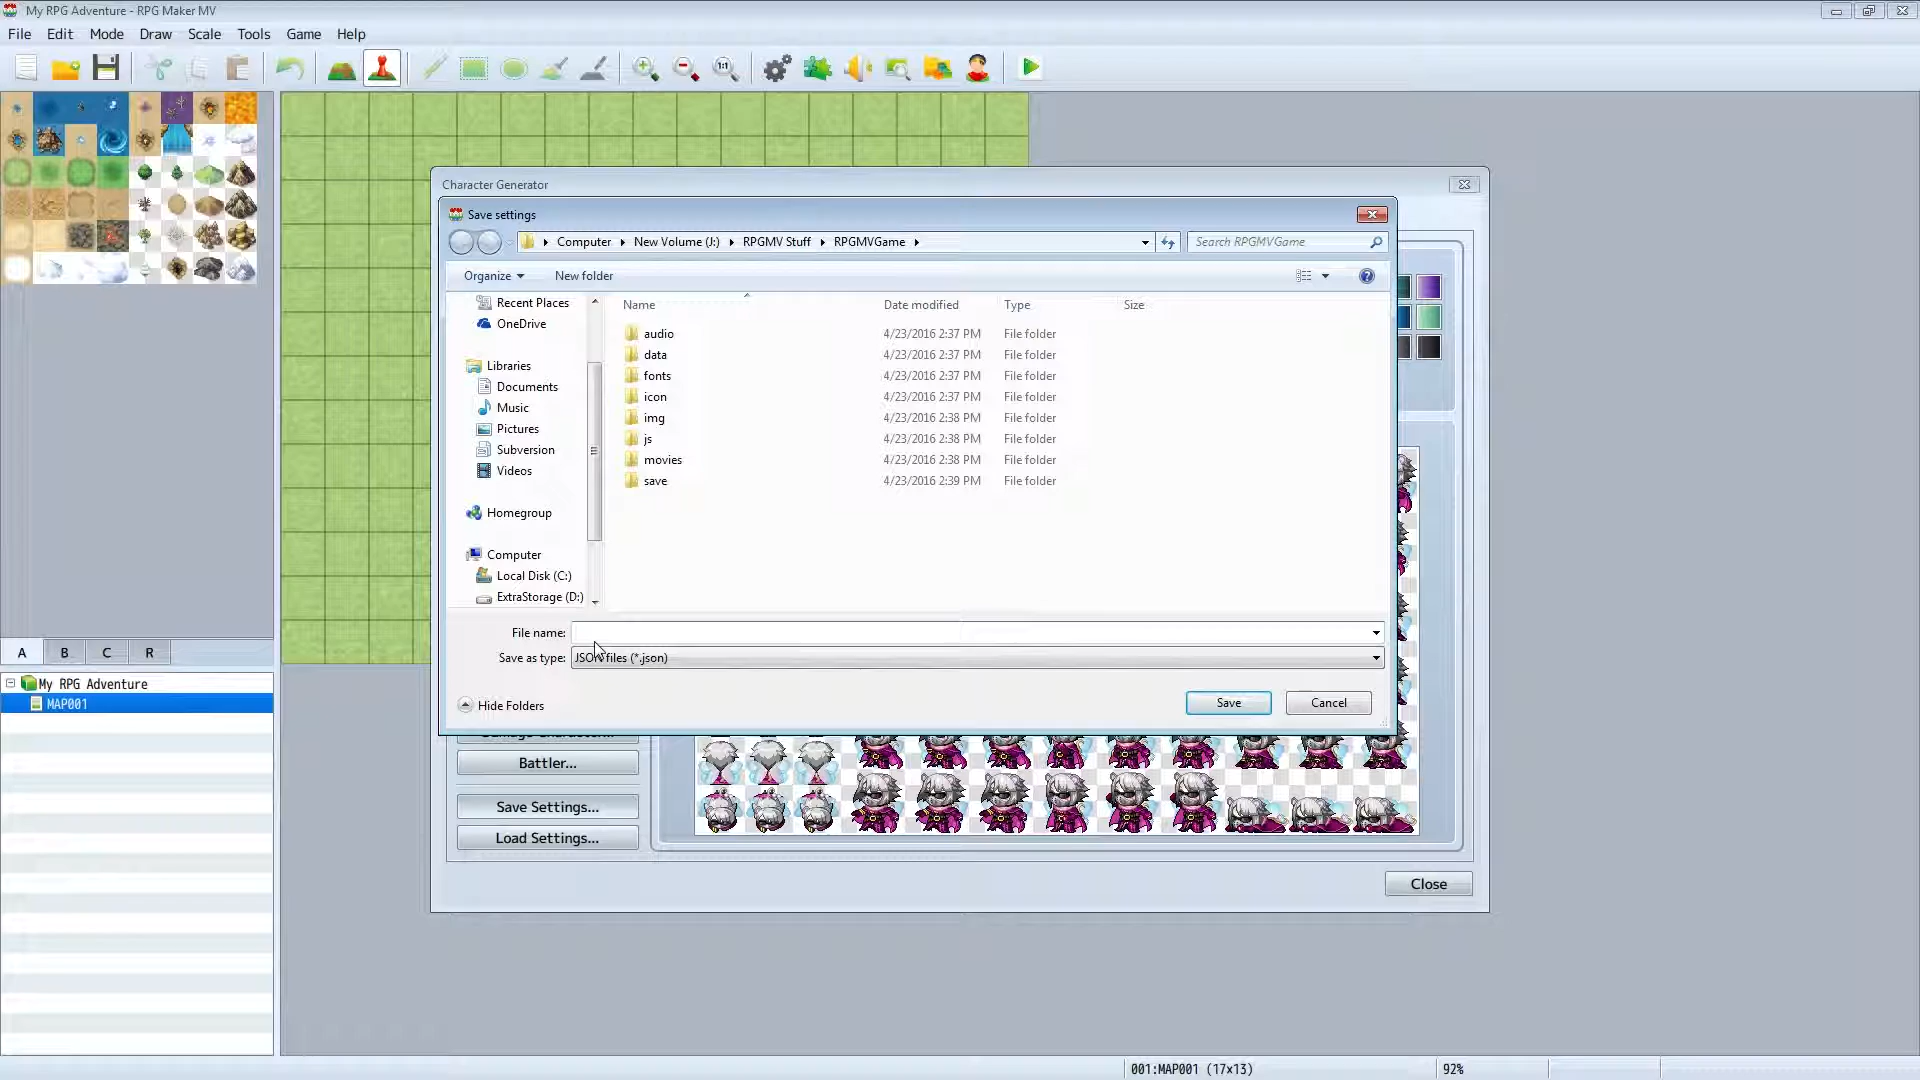 My RPG Adventure - RPG Maker MV
File Edit Mode Draw Scale Tools Game Help
1:1
Character Generator
Save settings
Computer New Volume (J:) RPGMV Stuff RPGMVGame
Search RPGMVGame
Organize New folder
Recent Places
OneDrive
Libraries
Documents
Music
Pictures
Subversion
Videos
Homegroup
Computer
Local Disk (C:)
ExtraStorage (D:)
Name Date modified Type Size
audio 4/23/2016 2:37 PM File folder
data 4/23/2016 2:37 PM File folder
fonts 4/23/2016 2:37 PM File folder
icon 4/23/2016 2:37 PM File folder
img 4/23/2016 2:38 PM File folder
js 4/23/2016 2:38 PM File folder
movies 4/23/2016 2:38 PM File folder
save 4/23/2016 2:39 PM File folder
File name:
Save as type: JSON files (*.json)
Hide Folders
Save Cancel
Battler...
Save Settings...
Load Settings...
Close
A B C R
My RPG Adventure
MAP001
001:MAP001 (17x13) 92%